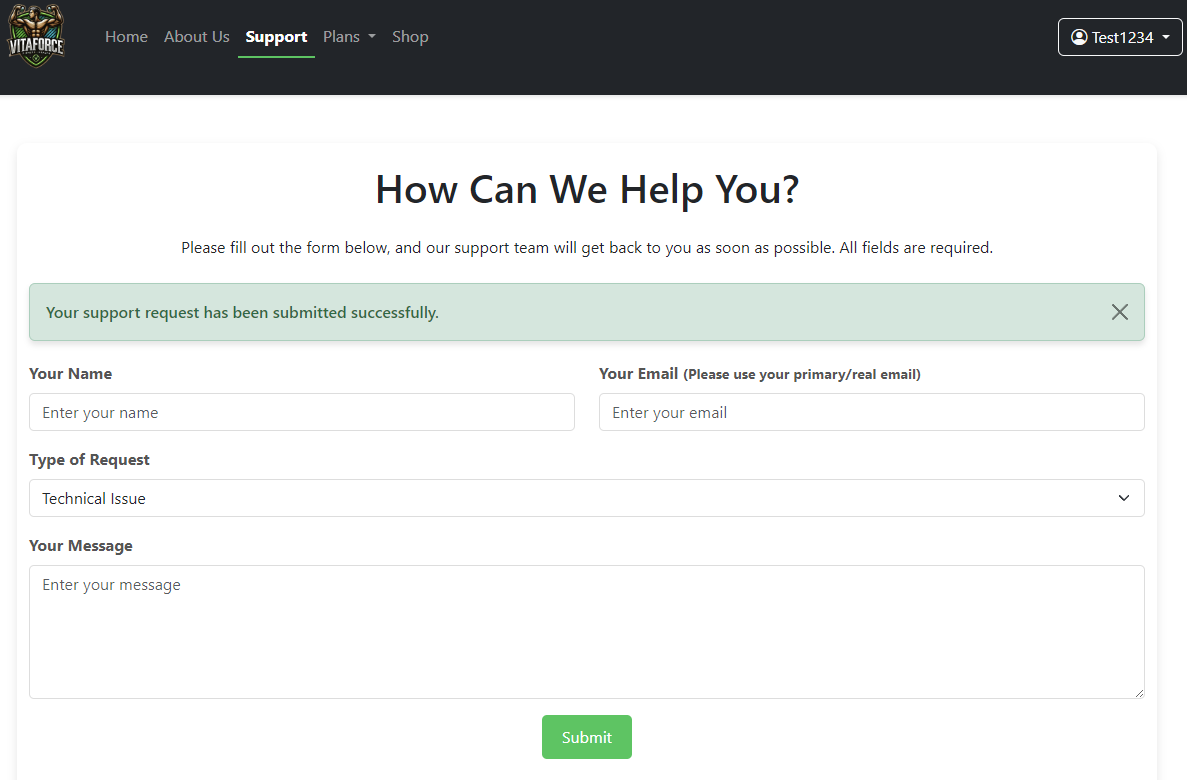 VITAFORCE
Home About Us Support Plans Shop
Test1234
How Can We Help You?
Please fill out the form below, and our support team will get back to you as soon as possible. All fields are required.
Your support request has been submitted successfully.
Your Name
Your Email (Please use your primary/real email)
Enter your name
Enter your email
Type of Request
Technical Issue
Your Message
Enter your message
Submit